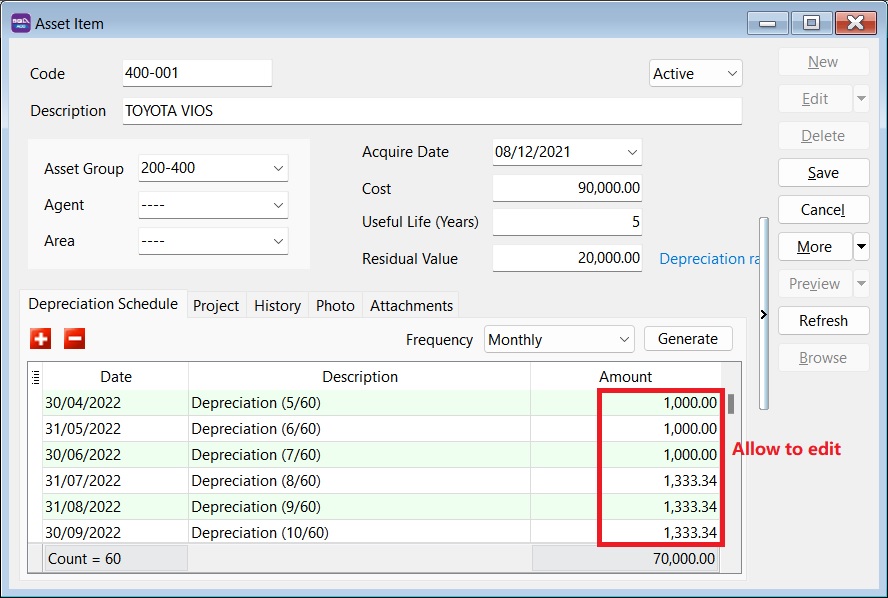 Asset Item
Code 400-001 Active
Description TOYOTA VIOS
Asset Group 200-400
Agent ----
Area ----
Acquire Date 08/12/2021
Cost 90,000.00
Useful Life (Years) 5
Residual Value 20,000.00 Depreciation ra
New
Edit
Delete
Save
Cancel
More
Preview
Refresh
Browse
Depreciation Schedule Project History Photo Attachments
Frequency Monthly Generate
Date Description Amount
30/04/2022 Depreciation (5/60) 1,000.00
31/05/2022 Depreciation (6/60) 1,000.00
30/06/2022 Depreciation (7/60) 1,000.00
31/07/2022 Depreciation (8/60) 1,333.34
31/08/2022 Depreciation (9/60) 1,333.34
30/09/2022 Depreciation (10/60) 1,333.34
Count = 60 70,000.00
Allow to edit